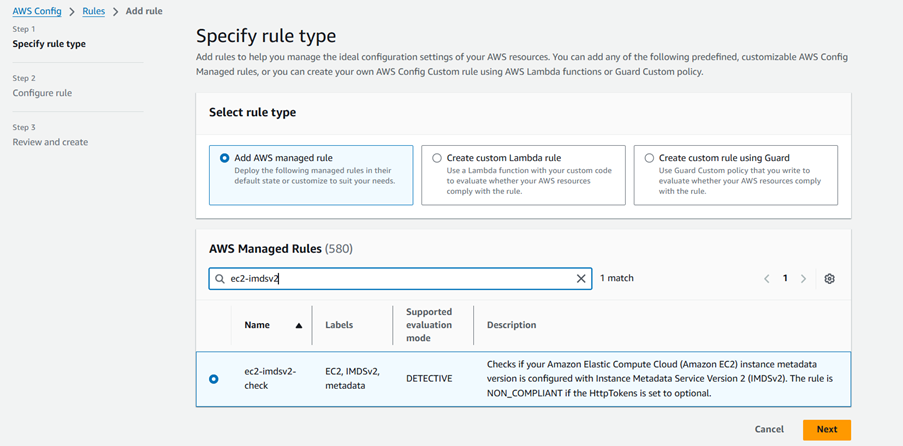 AWS Config > Rules > Add rule
Step 1
Specify rule type
Step 2
Configure rule
Step 3
Review and create
Specify rule type
Add rules to help you manage the ideal configuration settings of your AWS resources. You can add any of the following predefined, customizable AWS Config
Managed rules, or you can create your own AWS Config Custom rule using AWS Lambda functions or Guard Custom policy.
Select rule type
Add AWS managed rule
Deploy the following managed rules in their
default state or customize to suit your needs.
Create custom Lambda rule
Use a Lambda function with your custom code
to evaluate whether your AWS resources
comply with the rule.
Create custom rule using Guard
Use Guard Custom policy that you write to
evaluate whether your AWS resources comply
with the rule.
AWS Managed Rules (580)
ec2-imdsv2
1 match
1
Name
Labels
Supported
evaluation
mode
Description
ec2-imdsv2-
check
EC2, IMDSv2,
metadata
DETECTIVE
Checks if your Amazon Elastic Compute Cloud (Amazon EC2) instance metadata
version is configured with Instance Metadata Service Version 2 (IMDSv2). The rule is
NON_COMPLIANT if the HttpTokens is set to optional.
Cancel
Next